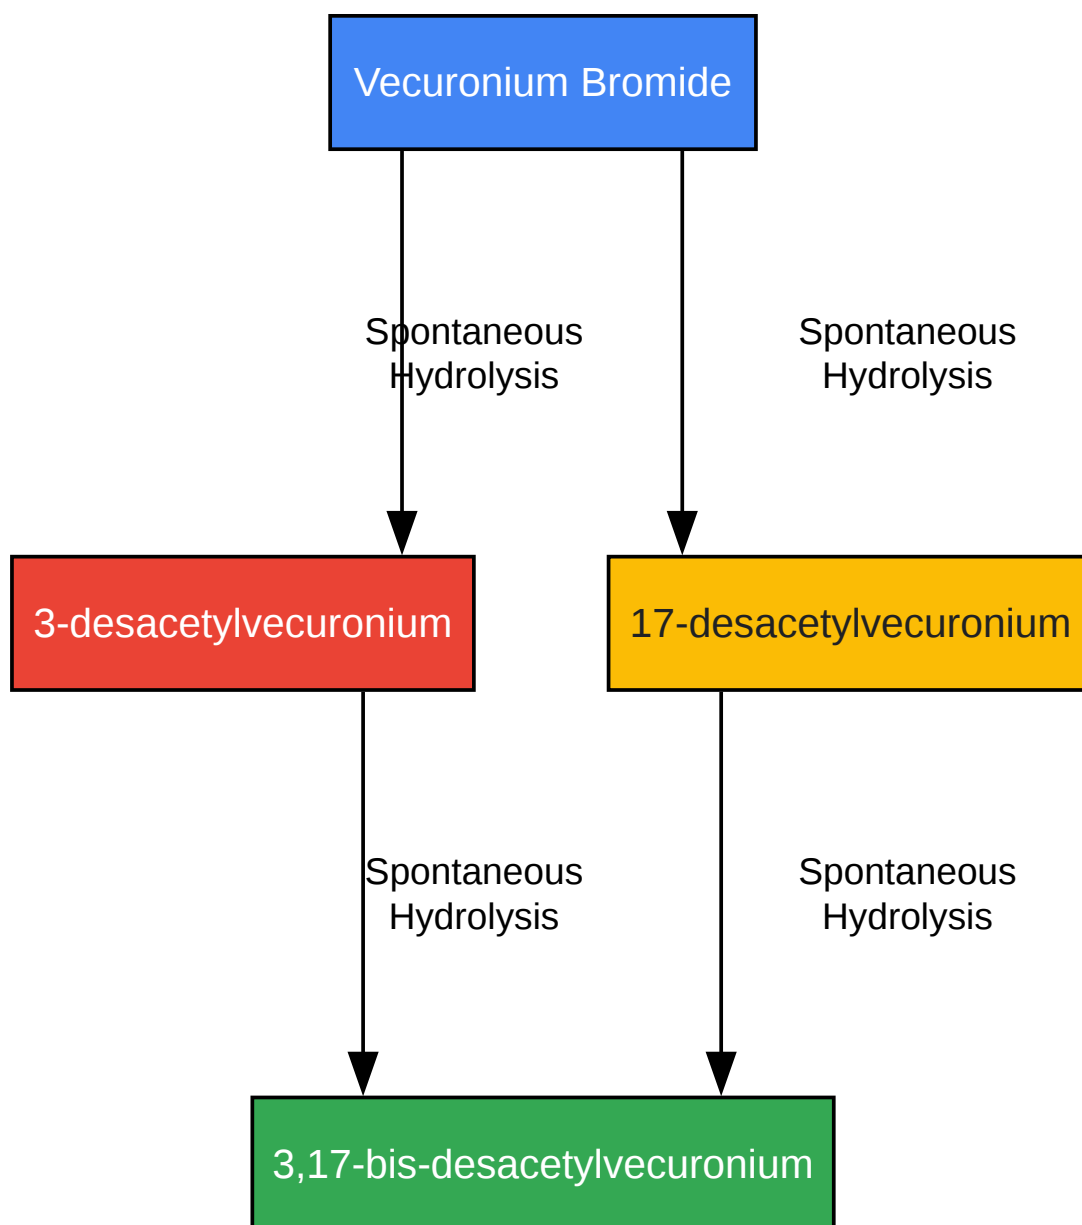 Vecuronium Bromide
Spontaneous
Hydrolysis
Spontaneous
Hydrolysis
3-desacetylvecuronium
17-desacetylvecuronium
Spontaneous
Hydrolysis
Spontaneous
Hydrolysis
3,17-bis-desacetylvecuronium